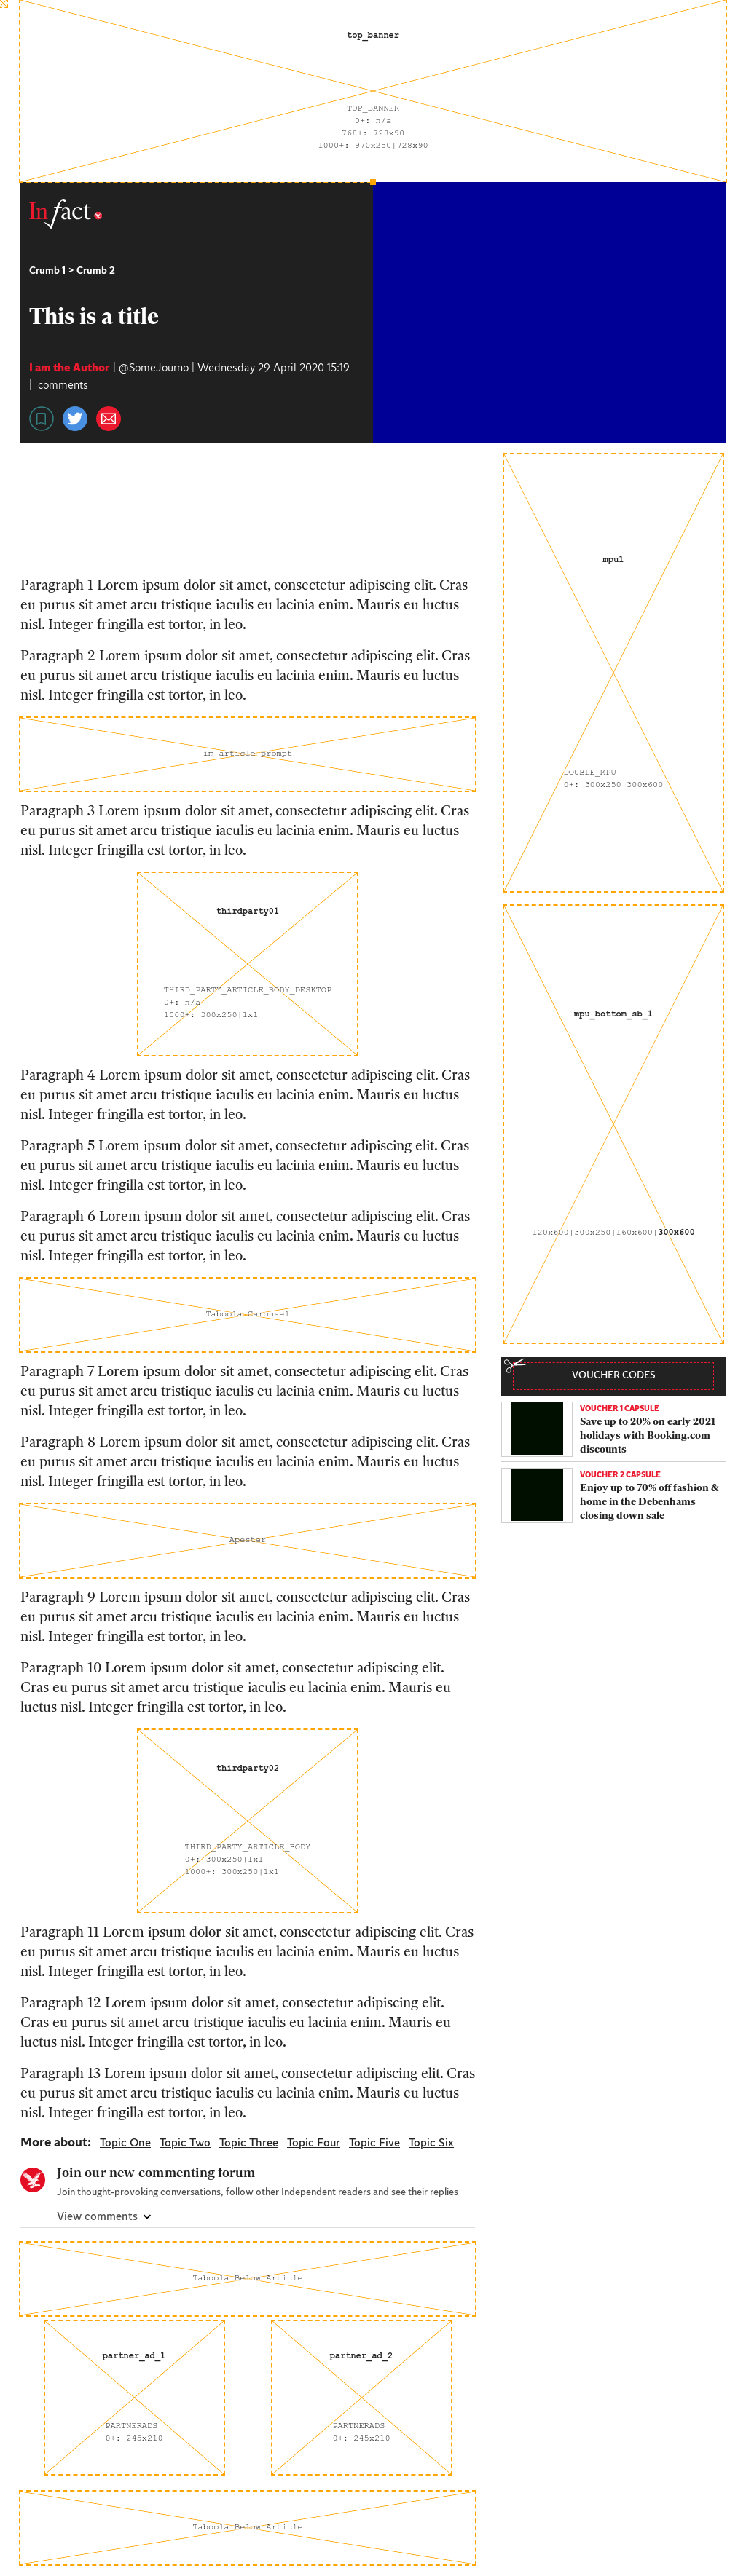 top_banner
TOP_BANNER
0+: n/a
768+: 728x90
1000+: 970x250|728x90
In fact
Crumb 1 > Crumb 2
This is a title
I am the Author | @SomeJourno | Wednesday 29 April 2020 15:19
| comments
Paragraph 1 Lorem ipsum dolor sit amet, consectetur adipiscing elit. Cras
eu purus sit amet arcu tristique iaculis eu lacinia enim. Mauris eu luctus
nisl. Integer fringilla est tortor, in leo.
Paragraph 2 Lorem ipsum dolor sit amet, consectetur adipiscing elit. Cras
eu purus sit amet arcu tristique iaculis eu lacinia enim. Mauris eu luctus
nisl. Integer fringilla est tortor, in leo.
im article prompt
Paragraph 3 Lorem ipsum dolor sit amet, consectetur adipiscing elit. Cras
eu purus sit amet arcu tristique iaculis eu lacinia enim. Mauris eu luctus
nisl. Integer fringilla est tortor, in leo.
thirdparty01
THIRD_PARTY_ARTICLE_BODY_DESKTOP
0+: n/a
1000+: 300x250|1x1
Paragraph 4 Lorem ipsum dolor sit amet, consectetur adipiscing elit. Cras
eu purus sit amet arcu tristique iaculis eu lacinia enim. Mauris eu luctus
nisl. Integer fringilla est tortor, in leo.
Paragraph 5 Lorem ipsum dolor sit amet, consectetur adipiscing elit. Cras
eu purus sit amet arcu tristique iaculis eu lacinia enim. Mauris eu luctus
nisl. Integer fringilla est tortor, in leo.
Paragraph 6 Lorem ipsum dolor sit amet, consectetur adipiscing elit. Cras
eu purus sit amet arcu tristique iaculis eu lacinia enim. Mauris eu luctus
nisl. Integer fringilla est tortor, in leo.
Taboola Carousel
Paragraph 7 Lorem ipsum dolor sit amet, consectetur adipiscing elit. Cras
eu purus sit amet arcu tristique iaculis eu lacinia enim. Mauris eu luctus
nisl. Integer fringilla est tortor, in leo.
Paragraph 8 Lorem ipsum dolor sit amet, consectetur adipiscing elit. Cras
eu purus sit amet arcu tristique iaculis eu lacinia enim. Mauris eu luctus
nisl. Integer fringilla est tortor, in leo.
Apester
Paragraph 9 Lorem ipsum dolor sit amet, consectetur adipiscing elit. Cras
eu purus sit amet arcu tristique iaculis eu lacinia enim. Mauris eu luctus
nisl. Integer fringilla est tortor, in leo.
Paragraph 10 Lorem ipsum dolor sit amet, consectetur adipiscing elit.
Cras eu purus sit amet arcu tristique iaculis eu lacinia enim. Mauris eu
luctus nisl. Integer fringilla est tortor, in leo.
thirdparty02
THIRD_PARTY_ARTICLE_BODY
0+: 300x250|1x1
1000+: 300x250|1x1
Paragraph 11 Lorem ipsum dolor sit amet, consectetur adipiscing elit. Cras
eu purus sit amet arcu tristique iaculis eu lacinia enim. Mauris eu luctus
nisl. Integer fringilla est tortor, in leo.
Paragraph 12 Lorem ipsum dolor sit amet, consectetur adipiscing elit.
Cras eu purus sit amet arcu tristique iaculis eu lacinia enim. Mauris eu
luctus nisl. Integer fringilla est tortor, in leo.
Paragraph 13 Lorem ipsum dolor sit amet, consectetur adipiscing elit. Cras
eu purus sit amet arcu tristique iaculis eu lacinia enim. Mauris eu luctus
nisl. Integer fringilla est tortor, in leo.
More about: Topic One Topic Two Topic Three Topic Four Topic Five Topic Six
Join our new commenting forum
Join thought-provoking conversations, follow other Independent readers and see their replies
View comments
Taboola Below Article
partner_ad_1
PARTNERADS
0+: 245x210
partner_ad_2
PARTNERADS
0+: 245x210
Taboola Below Article
mpu1
DOUBLE_MPU
0+: 300x250|300x600
mpu_bottom_sb_1
120x600|300x250|160x600|300x600
VOUCHER CODES
VOUCHER 1 CAPSULE
Save up to 20% on early 2021
holidays with Booking.com
discounts
VOUCHER 2 CAPSULE
Enjoy up to 70% off fashion &
home in the Debenhams
closing down sale